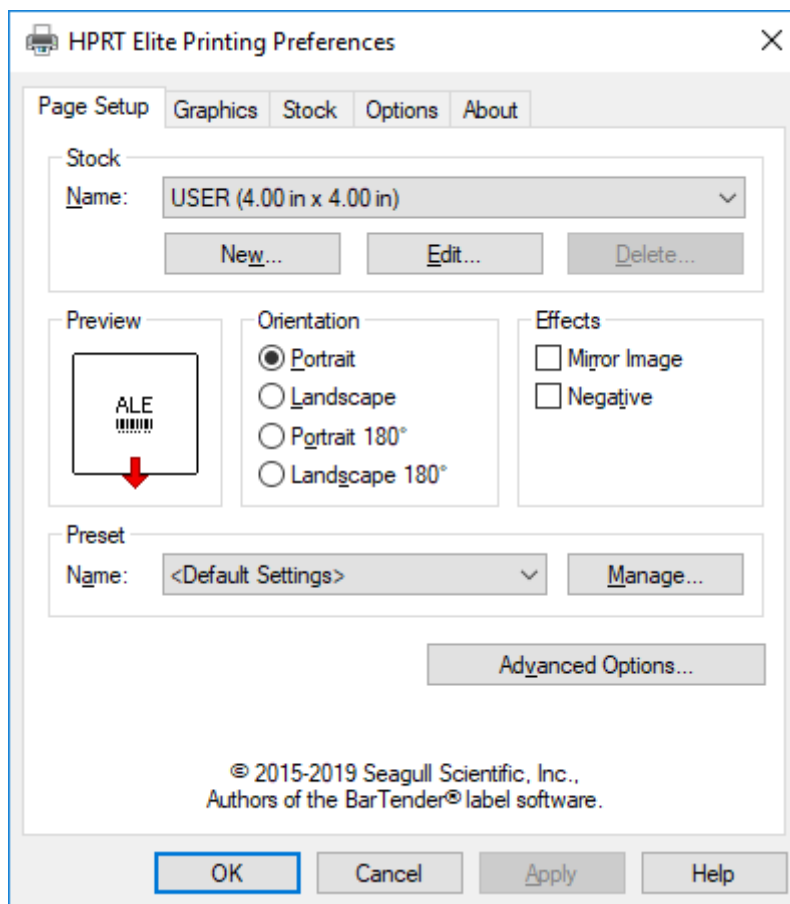 HPRT Elite Printing Preferences
Page Setup Graphics Stock Options About
Stock
Name: USER (4.00 in x 4.00 in)
New... Edit... Delete...
Preview Orientation Effects
ALE
Portrait
Landscape
Portrait 180°
Landscape 180°
Mirror Image
Negative
Preset
Name: <Default Settings> Manage...
Advanced Options...
© 2015-2019 Seagull Scientific, Inc.,
Authors of the BarTender® label software.
OK Cancel Apply Help